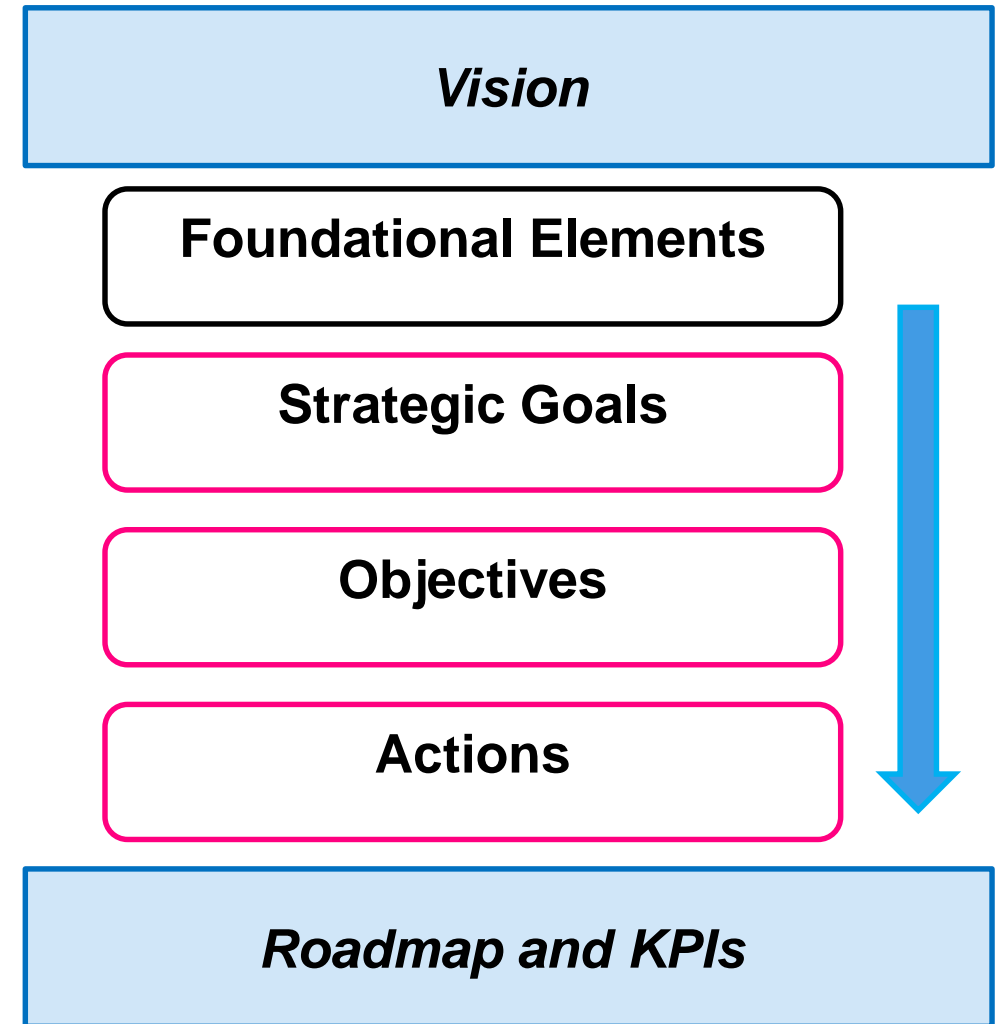 Vision
Foundational Elements
Strategic Goals
Objectives
Actions
Roadmap and KPIs